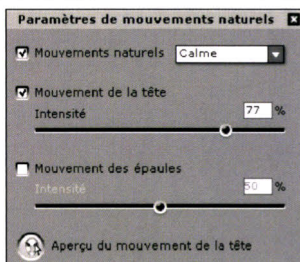 Paramètres de mouvements naturels
Mouvements naturels Calme
Mouvement de la tête
Intensité 77 %
Mouvement des épaules
Intensité 50 %
Aperçu du mouvement de la tête